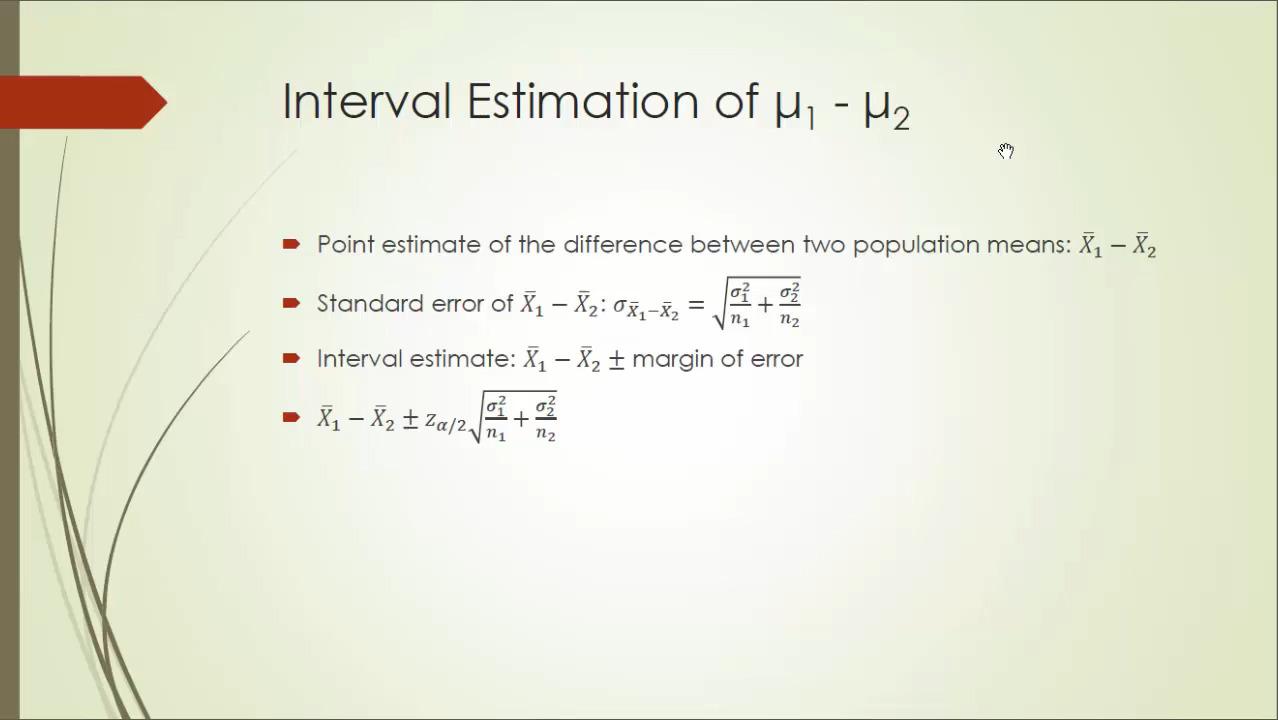 Interval Estimation of μ₁ - μ₂
Point estimate of the difference between two population means: X̄₁ − X̄₂
Standard error of X̄₁ − X̄₂: σ_{X̄₁−X̄₂} = √(σ₁²/n₁ + σ₂²/n₂)
Interval estimate: X̄₁ − X̄₂ ± margin of error
X̄₁ − X̄₂ ± z_{α/2}√(σ₁²/n₁ + σ₂²/n₂)